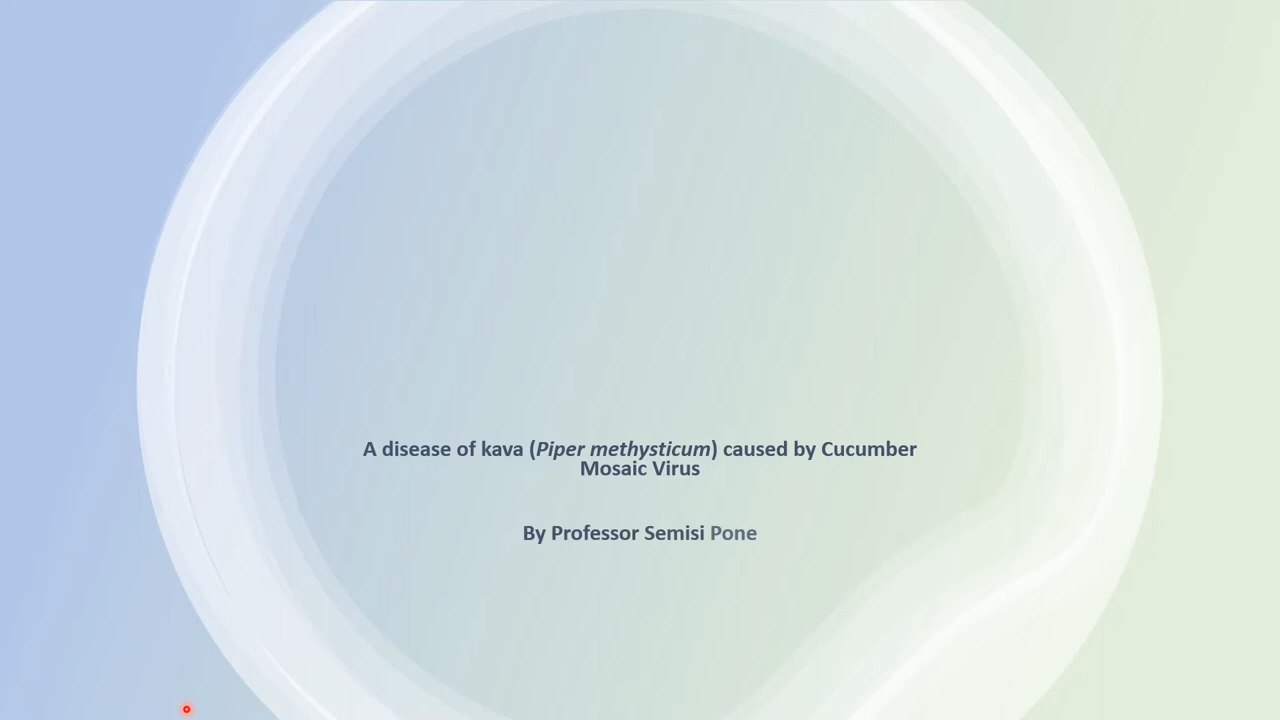 A disease of kava (Piper methysticum) caused by Cucumber
Mosaic Virus
By Professor Semisi Pone